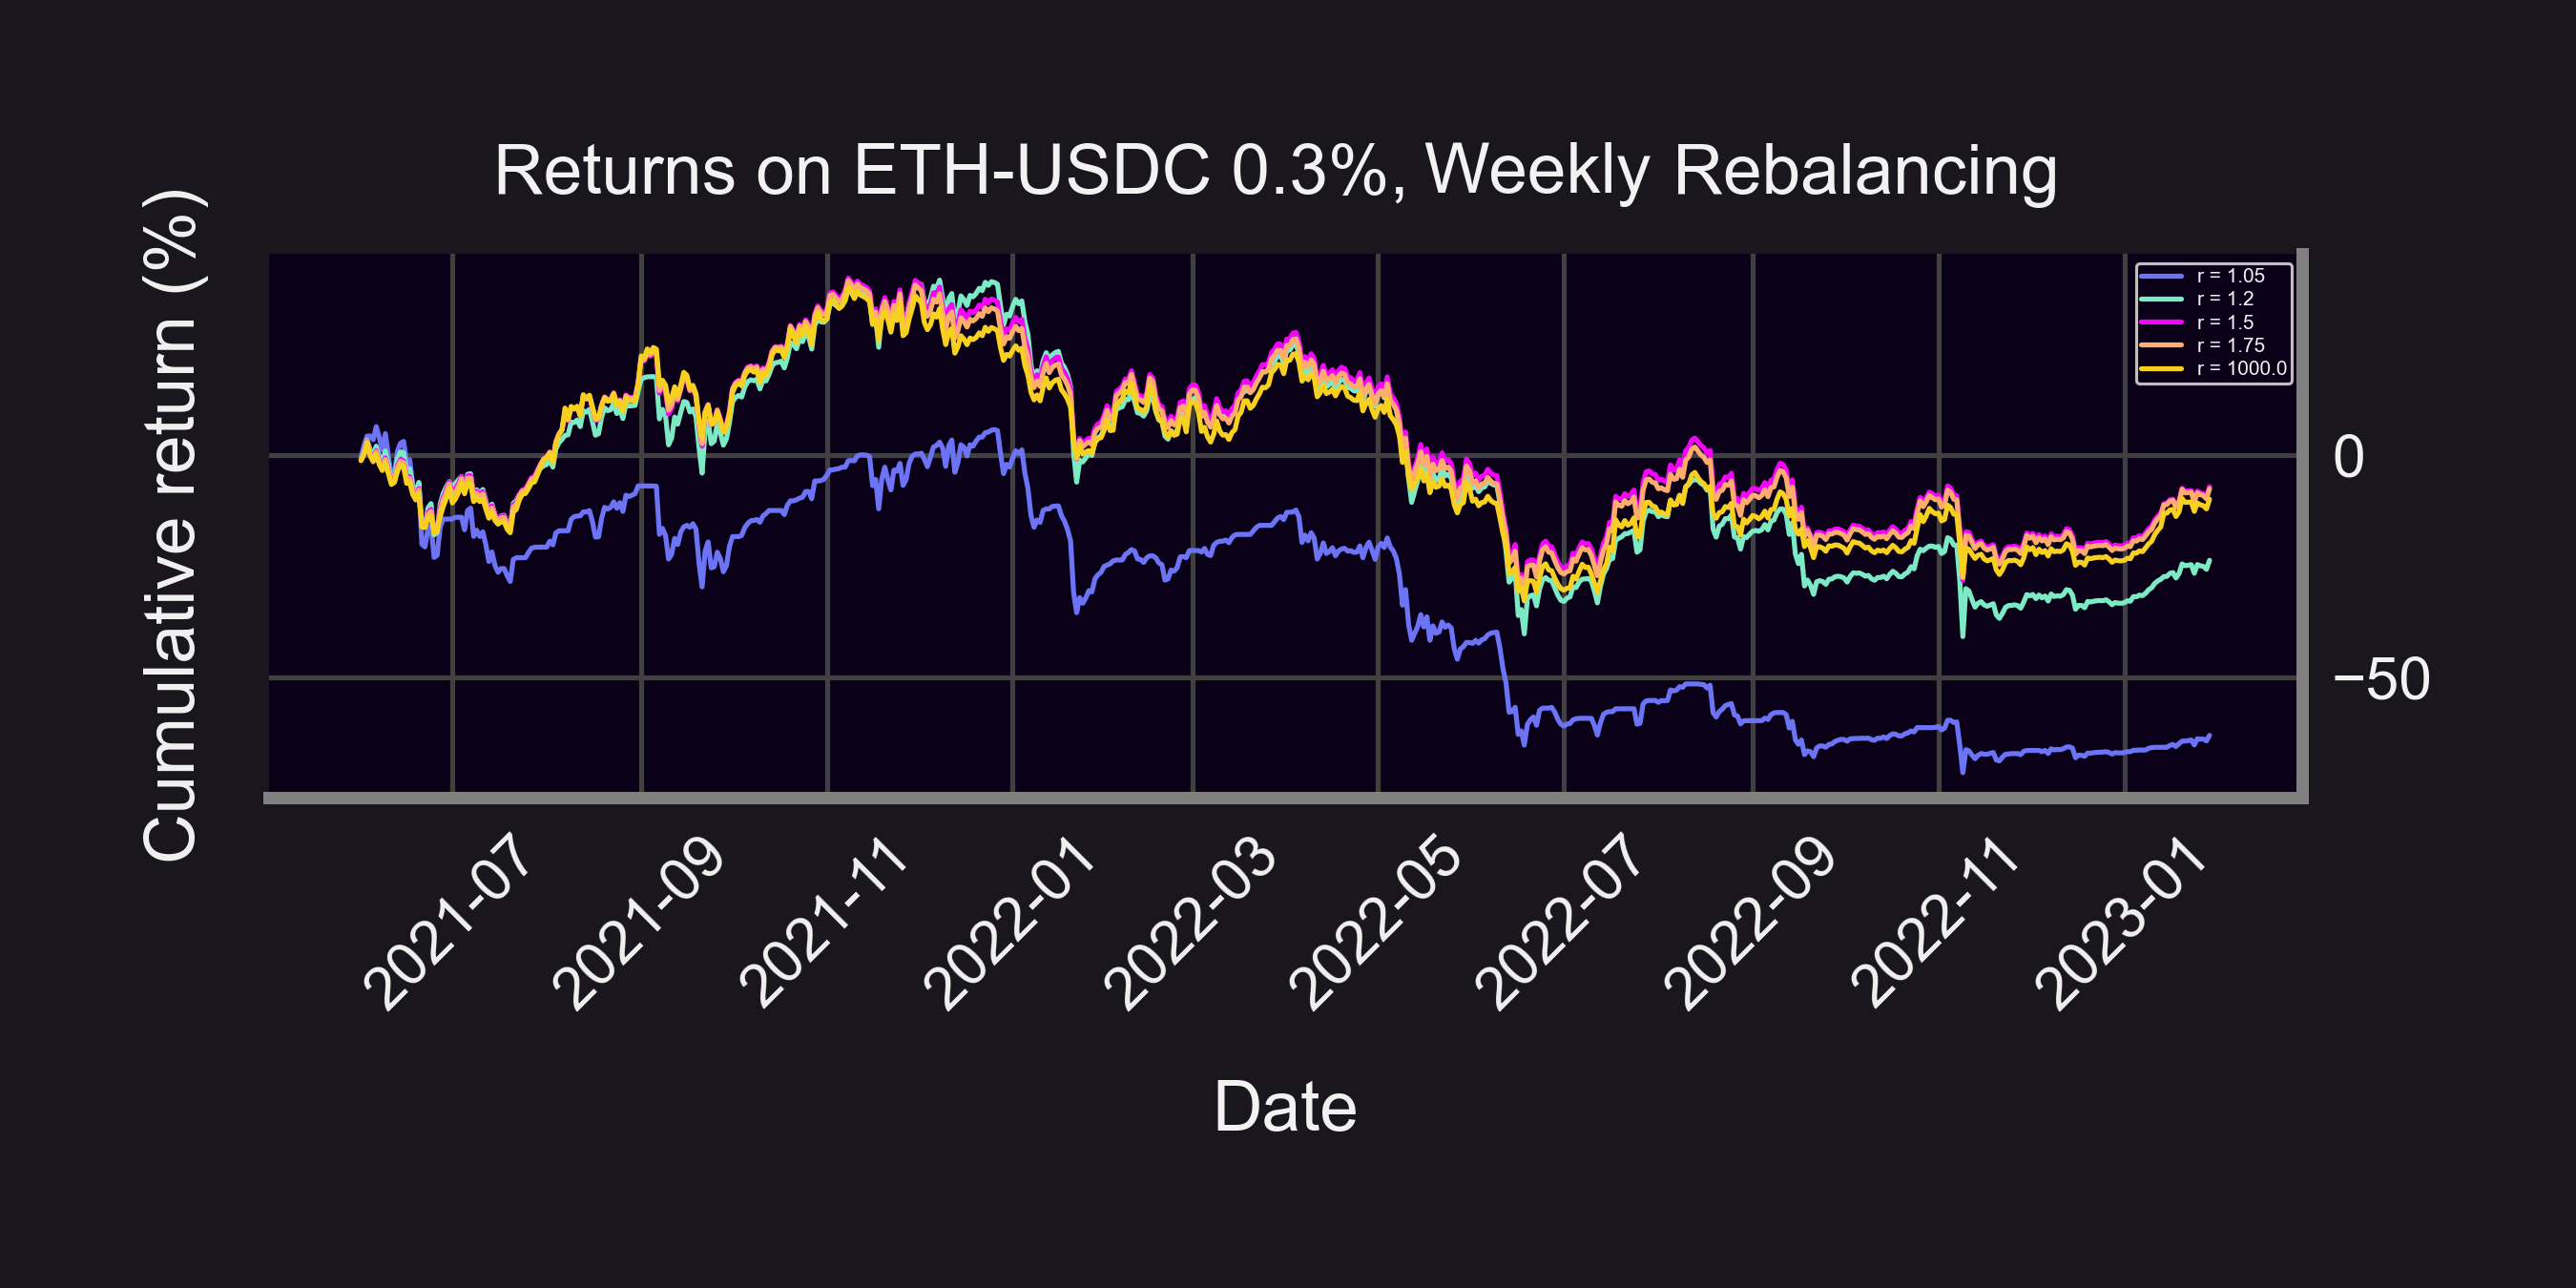 Returns on ETH-USDC 0.3%, Weekly Rebalancing
Cumulative return (%)
r = 1.05
r = 1.2
r = 1.5
r = 1.75
r = 1000.0
0
−50
2021-07
2021-09
2021-11
2022-01
2022-03
2022-05
2022-07
2022-09
2022-11
2023-01
Date